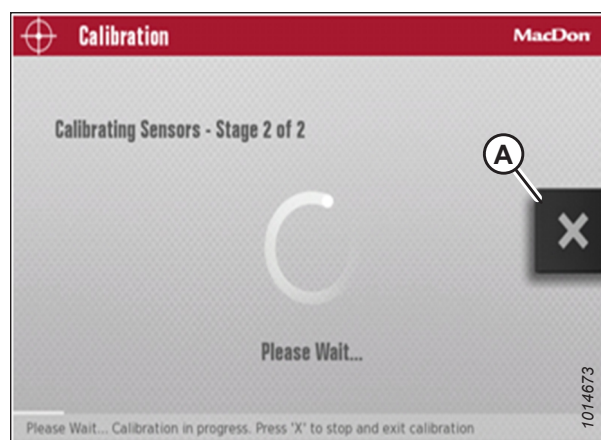 Calibration
MacDon
Calibrating Sensors - Stage 2 of 2
A
X
Please Wait...
Please Wait... Calibration in progress. Press 'X' to stop and exit calibration
1014673